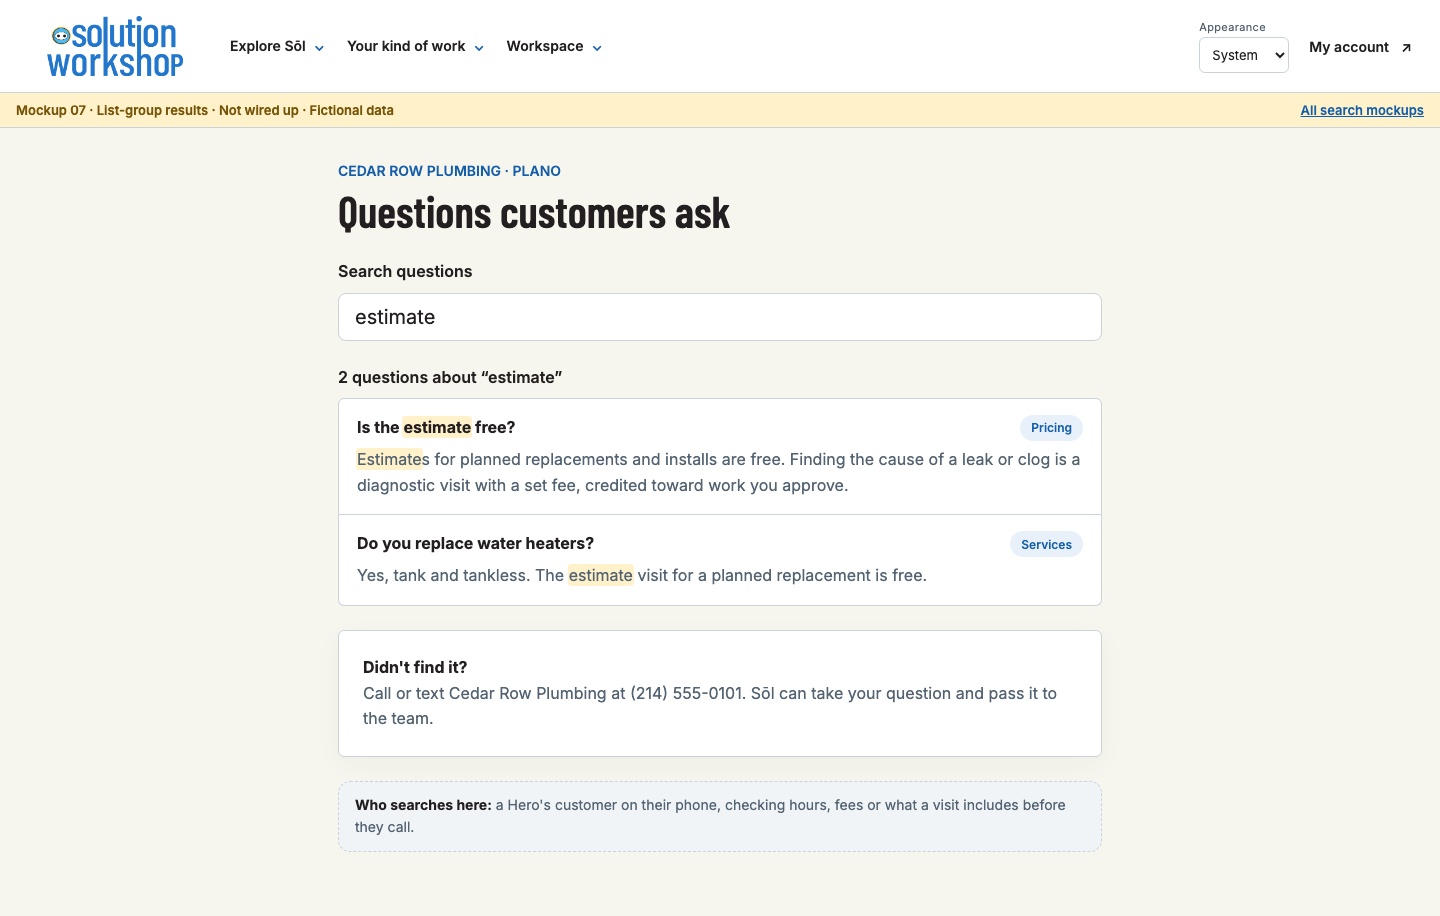 solution
workshop
Explore Sōl
Your kind of work
Workspace
Appearance
System
My account
Mockup 07 · List-group results · Not wired up · Fictional data
All search mockups
CEDAR ROW PLUMBING · PLANO
Questions customers ask
Search questions
estimate
2 questions about “estimate”
Is the estimate free?
Pricing
Estimates for planned replacements and installs are free. Finding the cause of a leak or clog is a
diagnostic visit with a set fee, credited toward work you approve.
Do you replace water heaters?
Services
Yes, tank and tankless. The estimate visit for a planned replacement is free.
Didn't find it?
Call or text Cedar Row Plumbing at (214) 555-0101. Sōl can take your question and pass it to
the team.
Who searches here: a Hero's customer on their phone, checking hours, fees or what a visit includes before
they call.